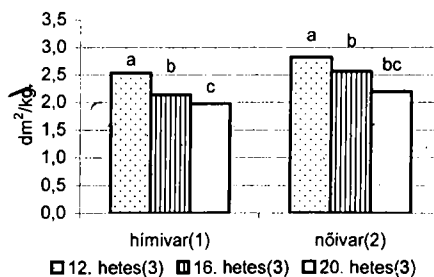 3,5
3,0
2,5
2,0
1,5
1,0
0,5
0,0
dm²/kg
a
b
c
a
b
bc
hímivar(1)
nőivar(2)
12. hetes(3)
16. hetes(3)
20. hetes(3)